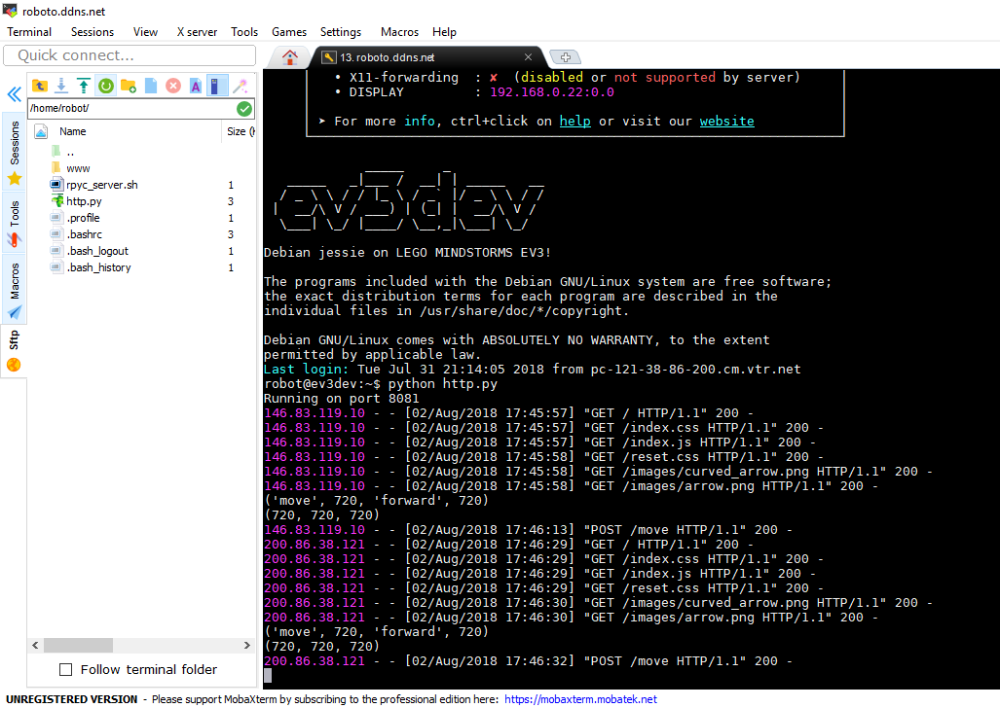 roboto.ddns.net
Terminal Sessions View X server Tools Games Settings Macros Help
Quick connect...
13. roboto.ddns.net
/home/robot/
Name Size (
..
www
rpyc_server.sh 1
http.py 3
.profile 1
.bashrc 3
.bash_logout 1
.bash_history 1
Sessions
Tools
Macros
Sftp
Follow terminal folder
• X11-forwarding : ✘ (disabled or not supported by server)
• DISPLAY : 192.168.0.22:0.0
➤ For more info, ctrl+click on help or visit our website
ev3dev
Debian jessie on LEGO MINDSTORMS EV3!
The programs included with the Debian GNU/Linux system are free software;
the exact distribution terms for each program are described in the
individual files in /usr/share/doc/*/copyright.
Debian GNU/Linux comes with ABSOLUTELY NO WARRANTY, to the extent
permitted by applicable law.
Last login: Tue Jul 31 21:14:05 2018 from pc-121-38-86-200.cm.vtr.net
robot@ev3dev:~$ python http.py
Running on port 8081
146.83.119.10 - - [02/Aug/2018 17:45:57] "GET / HTTP/1.1" 200 -
146.83.119.10 - - [02/Aug/2018 17:45:57] "GET /index.css HTTP/1.1" 200 -
146.83.119.10 - - [02/Aug/2018 17:45:57] "GET /index.js HTTP/1.1" 200 -
146.83.119.10 - - [02/Aug/2018 17:45:58] "GET /reset.css HTTP/1.1" 200 -
146.83.119.10 - - [02/Aug/2018 17:45:58] "GET /images/curved_arrow.png HTTP/1.1" 200 -
146.83.119.10 - - [02/Aug/2018 17:45:58] "GET /images/arrow.png HTTP/1.1" 200 -
('move', 720, 'forward', 720)
(720, 720, 720)
146.83.119.10 - - [02/Aug/2018 17:46:13] "POST /move HTTP/1.1" 200 -
200.86.38.121 - - [02/Aug/2018 17:46:29] "GET / HTTP/1.1" 200 -
200.86.38.121 - - [02/Aug/2018 17:46:29] "GET /index.css HTTP/1.1" 200 -
200.86.38.121 - - [02/Aug/2018 17:46:29] "GET /index.js HTTP/1.1" 200 -
200.86.38.121 - - [02/Aug/2018 17:46:29] "GET /reset.css HTTP/1.1" 200 -
200.86.38.121 - - [02/Aug/2018 17:46:30] "GET /images/curved_arrow.png HTTP/1.1" 200 -
200.86.38.121 - - [02/Aug/2018 17:46:30] "GET /images/arrow.png HTTP/1.1" 200 -
('move', 720, 'forward', 720)
(720, 720, 720)
200.86.38.121 - - [02/Aug/2018 17:46:32] "POST /move HTTP/1.1" 200 -
UNREGISTERED VERSION - Please support MobaXterm by subscribing to the professional edition here: https://mobaxterm.mobatek.net